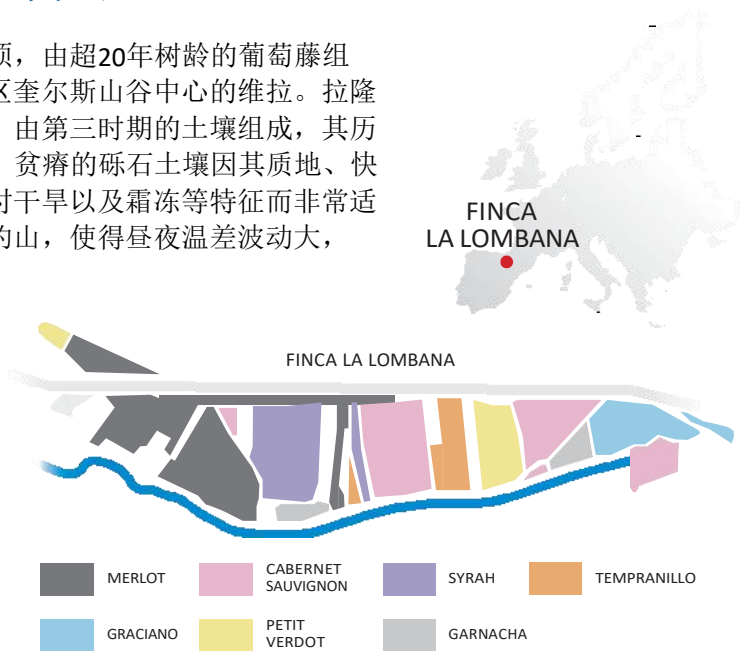 项，由超20年树龄的葡萄藤组
区奎尔斯山谷中心的维拉。拉隆
由第三时期的土壤组成，其历
贫瘠的砾石土壤因其质地、快
对干旱以及霜冻等特征而非常适
的山，使得昼夜温差波动大，
FINCA
LA LOMBANA
FINCA LA LOMBANA
MERLOT
CABERNET
SAUVIGNON
SYRAH
TEMPRANILLO
GRACIANO
PETIT
VERDOT
GARNACHA